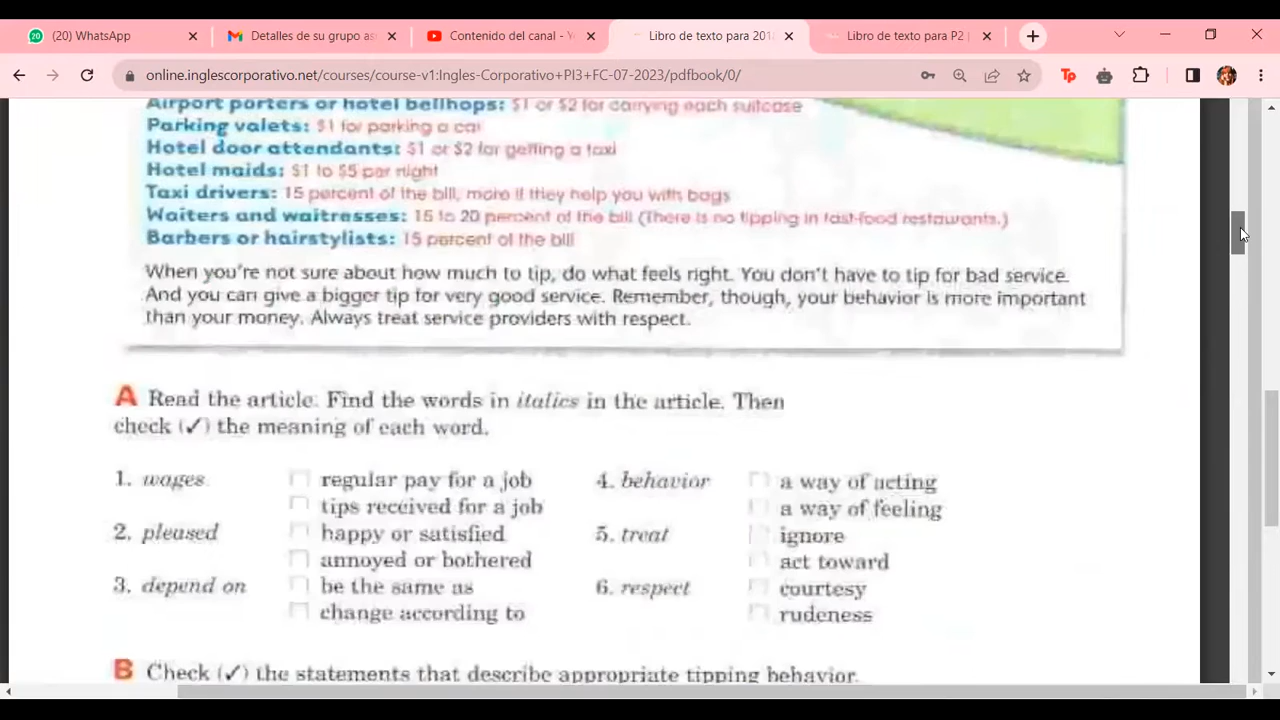 (20) WhatsApp
Detalles de su grupo as
Contenido del canal - Y
Libro de texto para 201
Libro de texto para P2 |
online.inglescorporativo.net/courses/course-v1:Ingles-Corporativo+PI3+FC-07-2023/pdfbook/0/
Airport porters or hotel bellhops: $1 or $2 for carrying each suitcase
Parking valets: $1 for parking a car
Hotel door attendants: $1 or $2 for getting a taxi
Hotel maids: $1 to $5 per night
Taxi drivers: 15 percent of the bill, more if they help you with bags
Waiters and waitresses: 15 to 20 percent of the bill (There is no tipping in fast-food restaurants.)
Barbers or hairstylists: 15 percent of the bill
When you're not sure about how much to tip, do what feels right. You don't have to tip for bad service.
And you can give a bigger tip for very good service. Remember, though, your behavior is more important
than your money. Always treat service providers with respect.
A Read the article. Find the words in italics in the article. Then
check (✓) the meaning of each word.
1. wages
regular pay for a job
tips received for a job
2. pleased
happy or satisfied
annoyed or bothered
3. depend on
be the same as
change according to
4. behavior
a way of acting
a way of feeling
5. treat
ignore
act toward
6. respect
courtesy
rudeness
B Check (✓) the statements that describe appropriate tipping behavior.